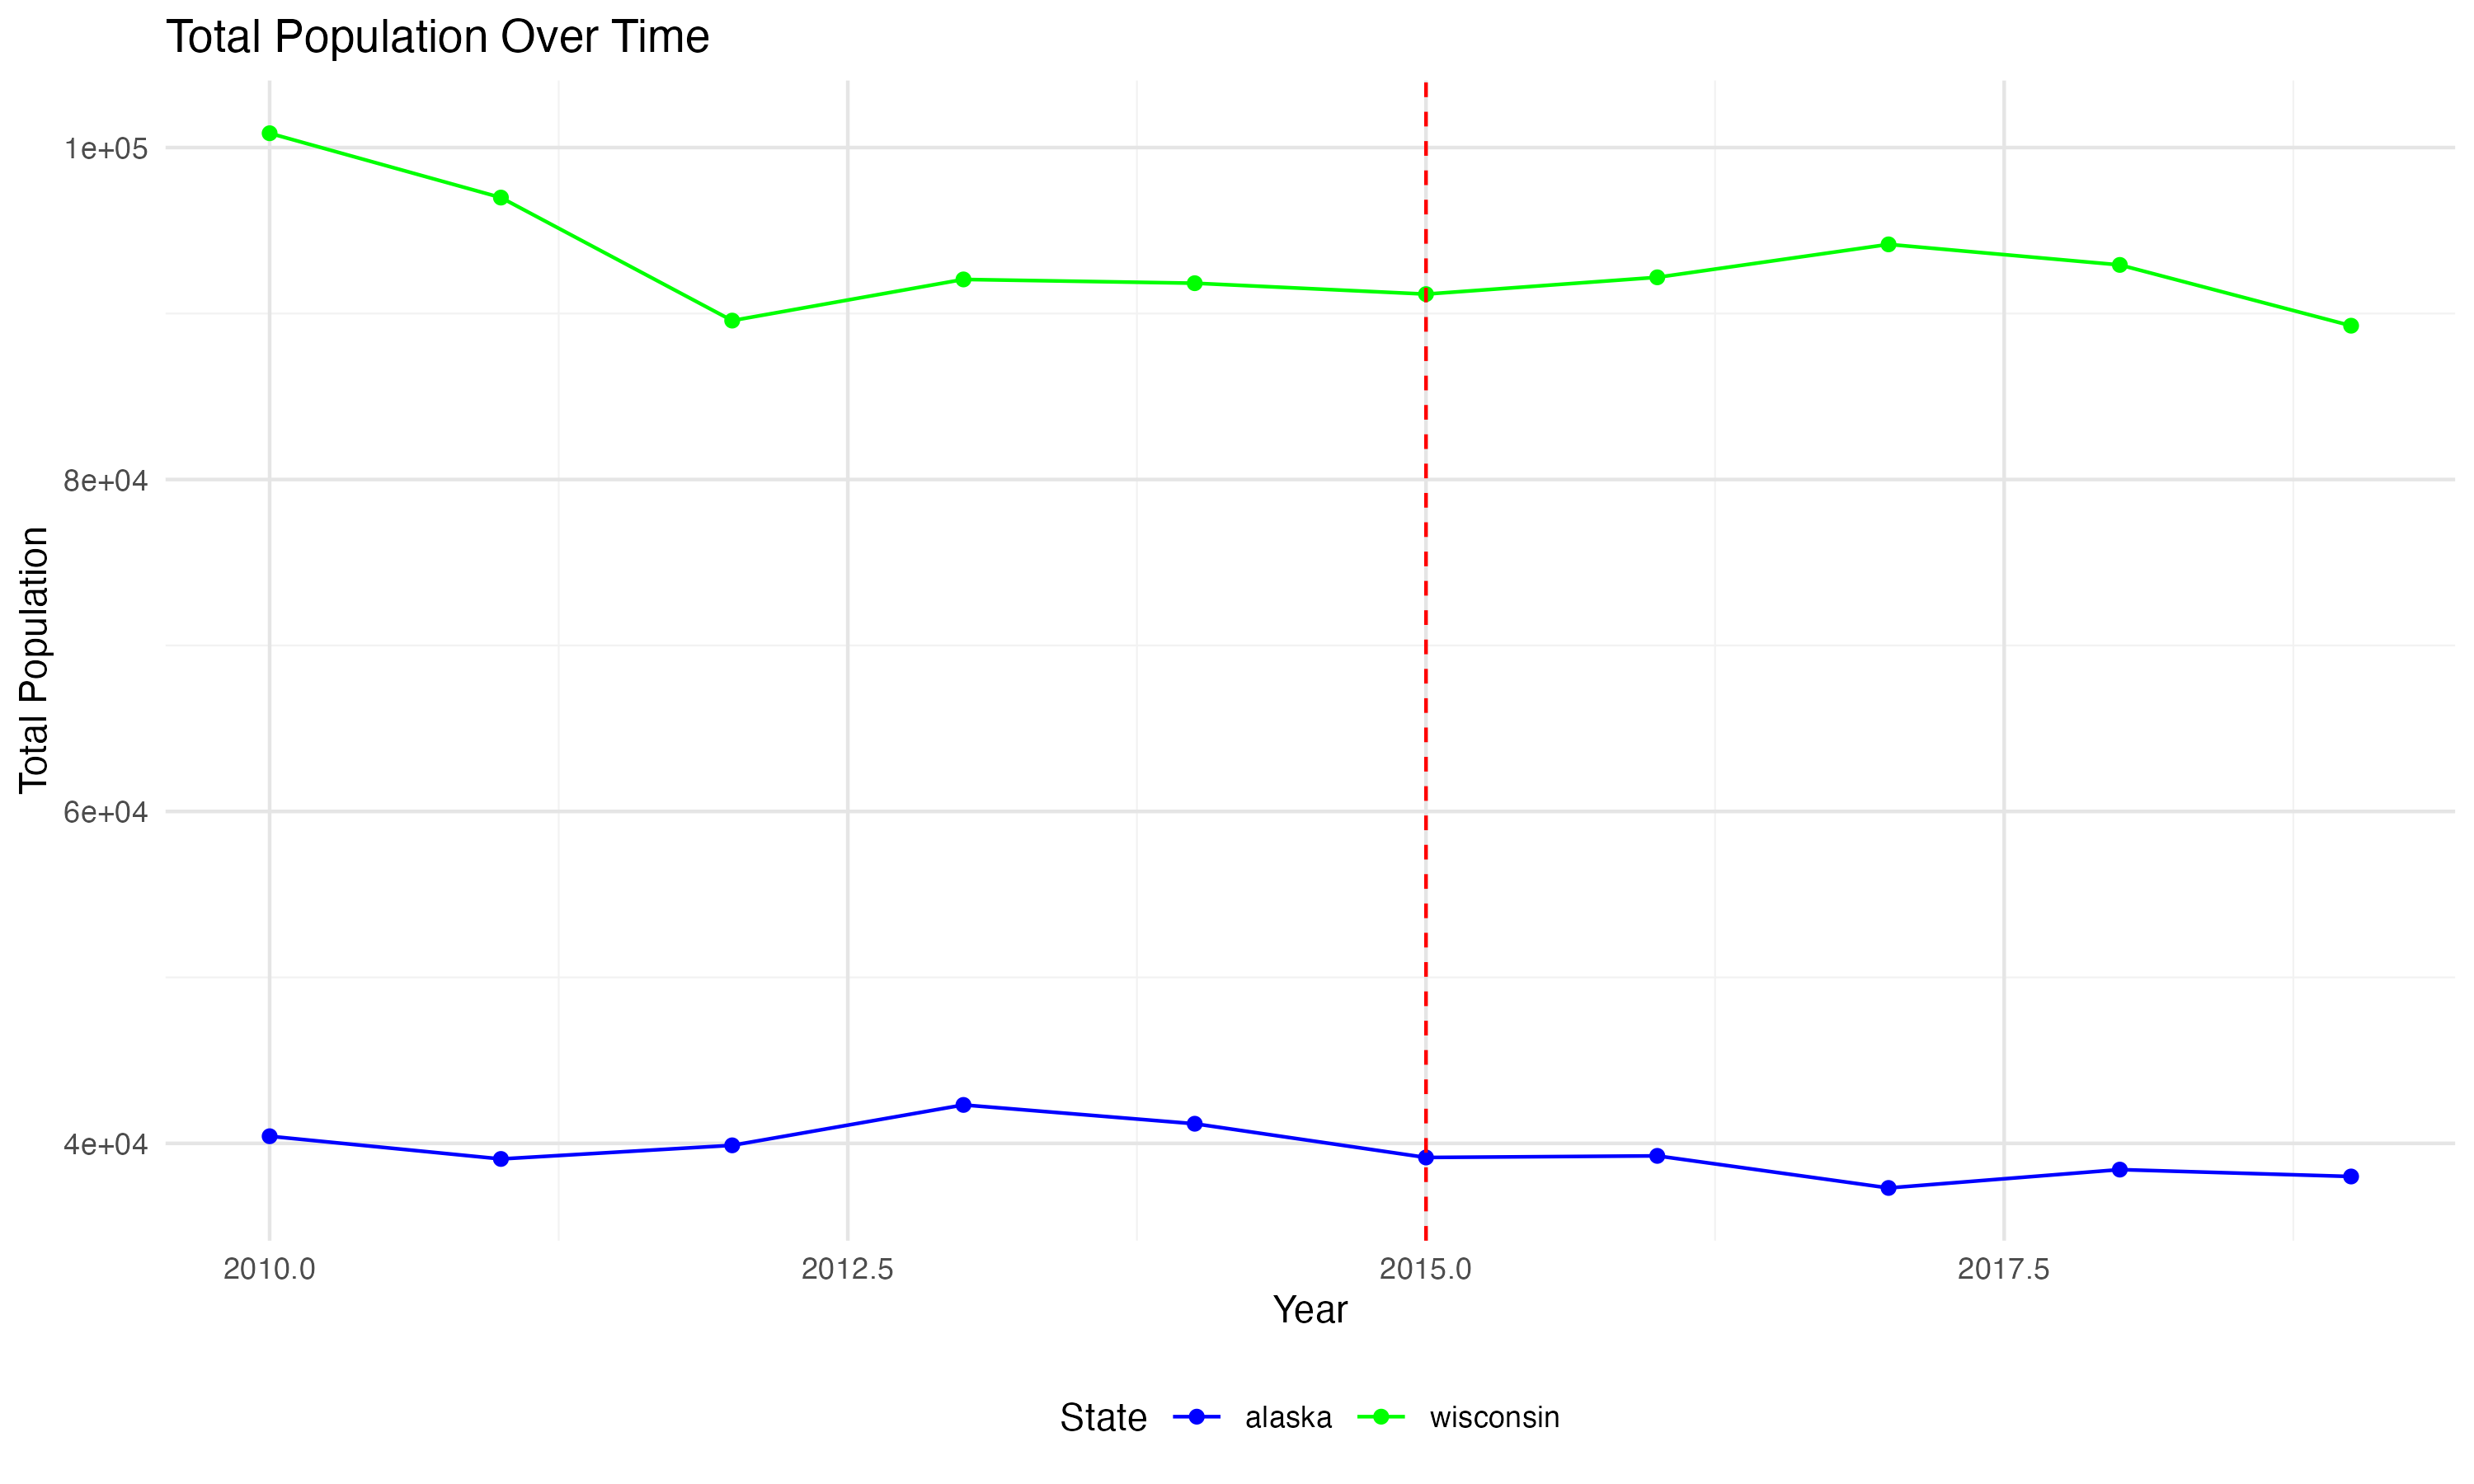 Total Population Over Time
1e+05
8e+04
6e+04
4e+04
Total Population
2010.0 2012.5 2015.0 2017.5
Year
State alaska wisconsin